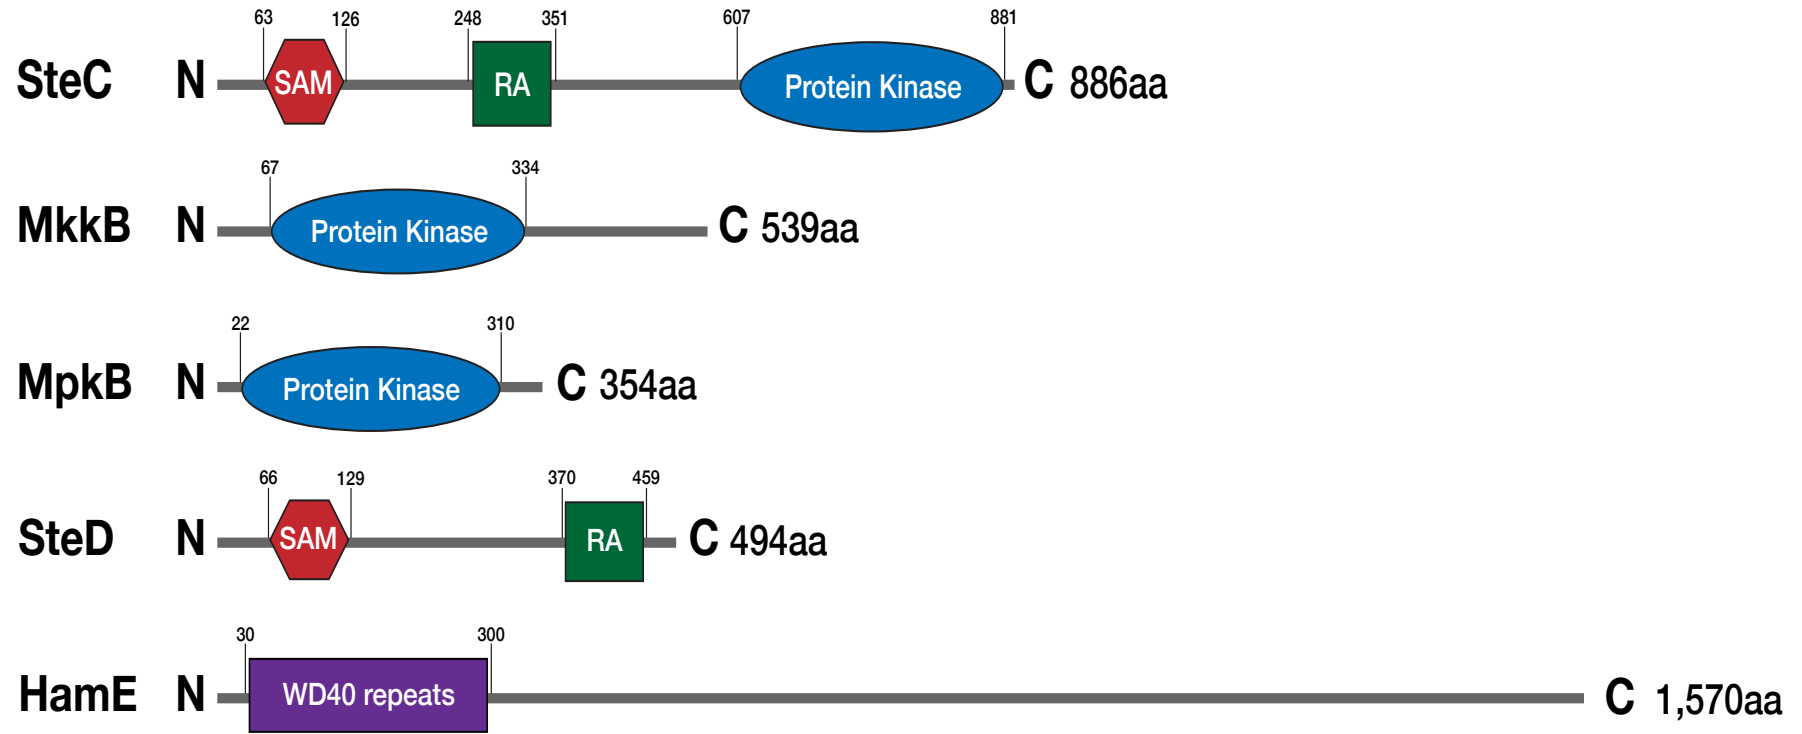 63 126 248 351 607 881
SteC N SAM RA Protein Kinase C 886aa
67 334
MkkB N Protein Kinase C 539aa
22 310
MpkB N Protein Kinase C 354aa
66 129 370 459
SteD N SAM RA C 494aa
30 300
HamE N WD40 repeats C 1,570aa